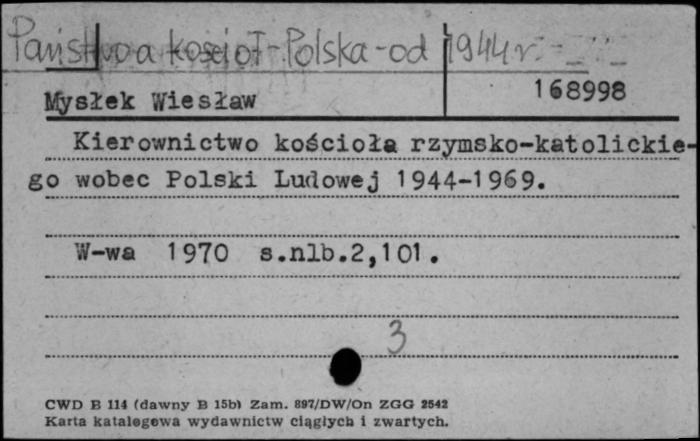 Państwo a kościoł - Polska - od 1944 r.
Mysłek Wiesław
168998
Kierownictwo kościoła rzymsko-katolickie-
go wobec Polski Ludowej 1944-1969.
W-wa 1970 s.nlb.2,101.
3
CWD B 114 (dawny B 15b) Zam. 897/DW/On ZGG 2542
Karta katalogowa wydawnictw ciągłych i zwartych.